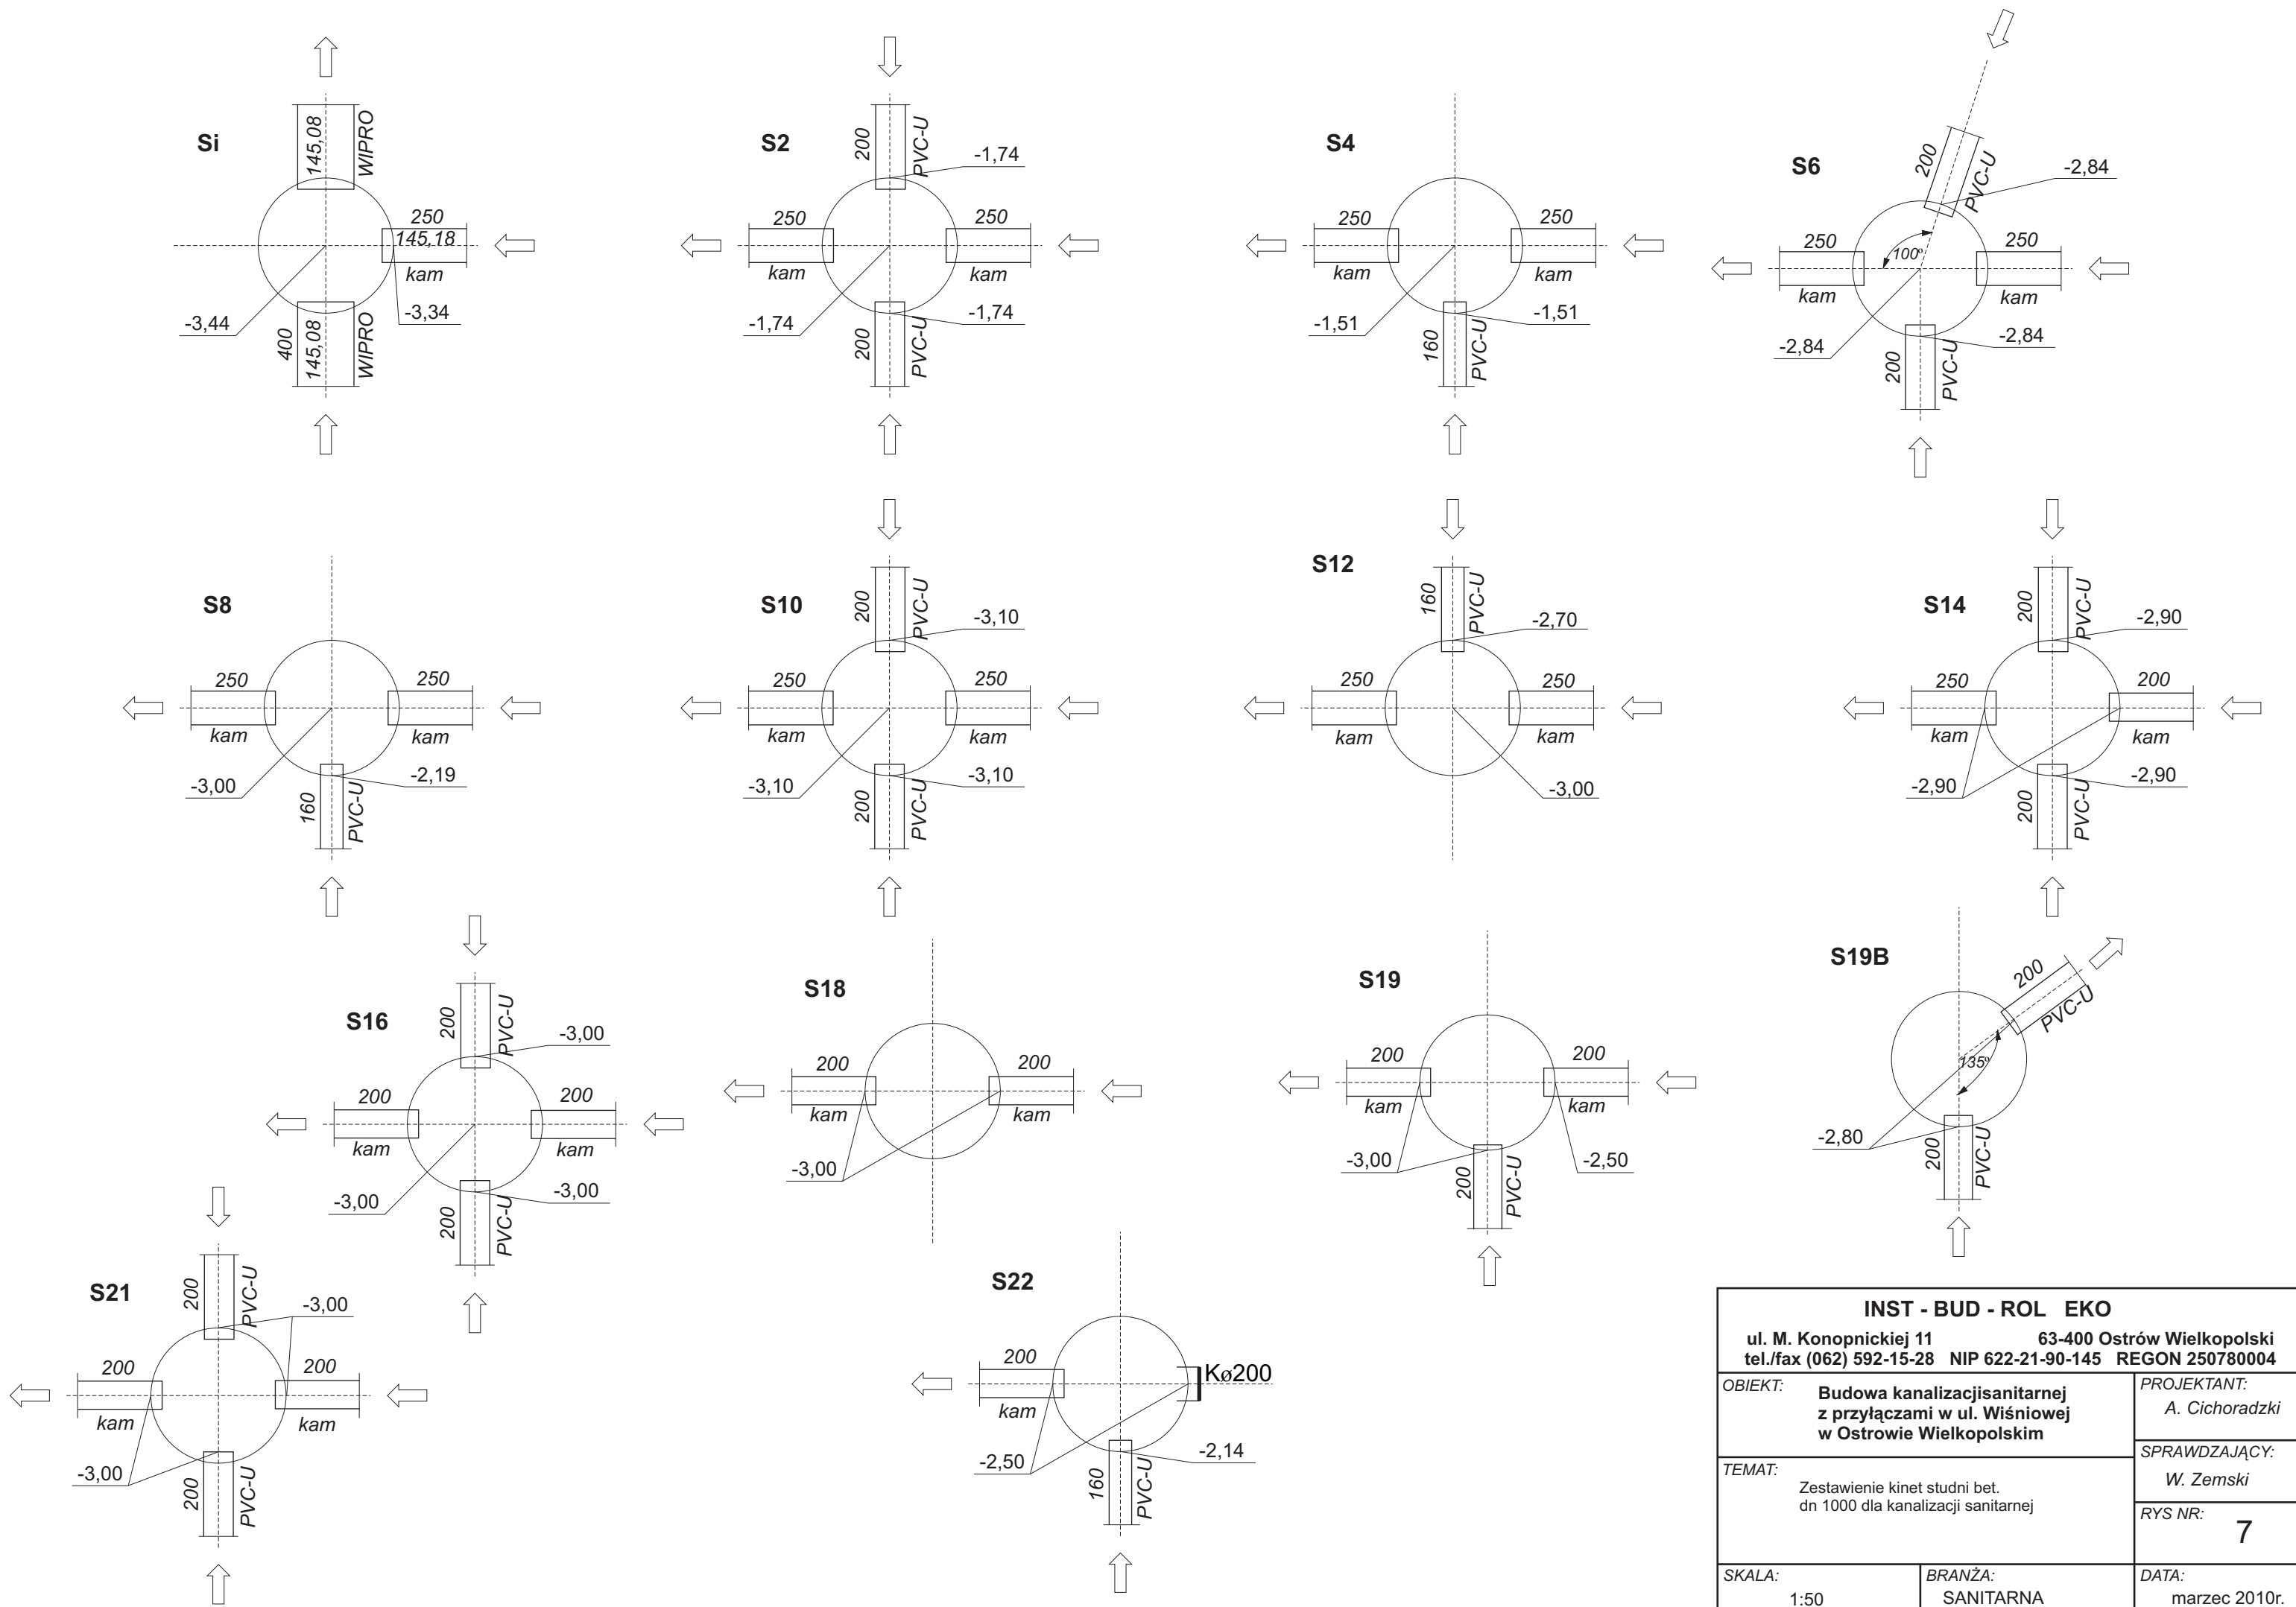 Si
145,08
WIPRO
250
145,18
kam
-3,44
-3,34
400
145,08
WIPRO
S2
200
PVC-U
-1,74
250
250
kam
kam
-1,74
-1,74
200
PVC-U
S4
250
250
kam
kam
-1,51
-1,51
160
PVC-U
S6
200
PVC-U
-2,84
250
100º
250
kam
kam
-2,84
-2,84
200
PVC-U
S8
250
250
kam
kam
-3,00
-2,19
160
PVC-U
S10
200
PVC-U
-3,10
250
250
kam
kam
-3,10
-3,10
200
PVC-U
S12
160
PVC-U
-2,70
250
250
kam
kam
-3,00
S14
200
PVC-U
-2,90
250
200
kam
kam
-2,90
-2,90
200
PVC-U
S16
200
PVC-U
-3,00
200
200
kam
kam
-3,00
-3,00
200
PVC-U
S18
200
200
kam
kam
-3,00
S19
200
200
kam
kam
-3,00
-2,50
200
PVC-U
S19B
200
PVC-U
135º
-2,80
200
PVC-U
S21
200
PVC-U
-3,00
200
200
kam
kam
-3,00
200
PVC-U
S22
200
Kø200
kam
-2,50
-2,14
160
PVC-U
INST - BUD - ROL EKO
ul. M. Konopnickiej 11 63-400 Ostrów Wielkopolski
tel./fax (062) 592-15-28 NIP 622-21-90-145 REGON 250780004
OBIEKT:
Budowa kanalizacjisanitarnej
z przyłączami w ul. Wiśniowej
w Ostrowie Wielkopolskim
PROJEKTANT:
A. Cichoradzki
SPRAWDZAJĄCY:
W. Zemski
TEMAT:
Zestawienie kinet studni bet.
dn 1000 dla kanalizacji sanitarnej
RYS NR:
7
SKALA:
1:50
BRANŻA:
SANITARNA
DATA:
marzec 2010r.